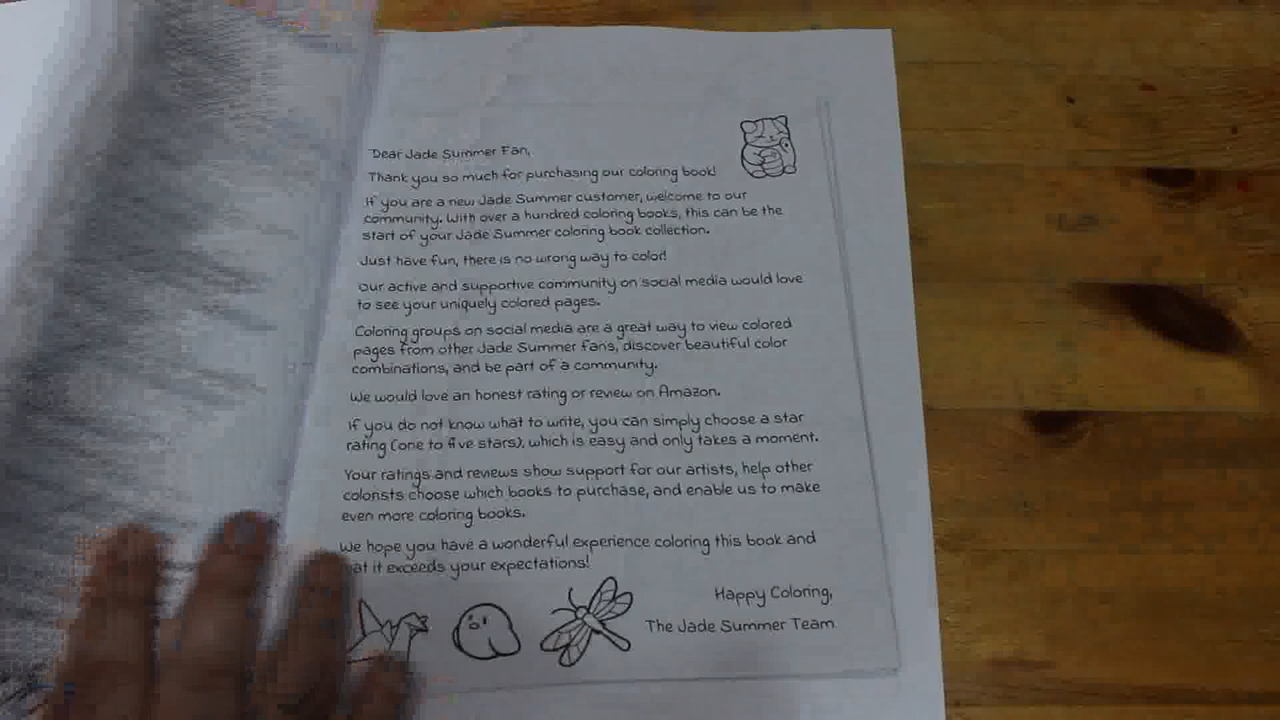 Dear Jade Summer Fan,
Thank you so much for purchasing our coloring book!
If you are a new Jade Summer customer, welcome to our
community. With over a hundred coloring books, this can be the
start of your Jade Summer coloring book collection.
Just have fun, there is no wrong way to color!
Our active and supportive community on social media would love
to see your uniquely colored pages.
Coloring groups on social media are a great way to view colored
pages from other Jade Summer fans, discover beautiful color
combinations, and be part of a community.
We would love an honest rating or review on Amazon.
If you do not know what to write, you can simply choose a star
rating (one to five stars), which is easy and only takes a moment.
Your ratings and reviews show support for our artists, help other
colorists choose which books to purchase, and enable us to make
even more coloring books.
We hope you have a wonderful experience coloring this book and
at it exceeds your expectations!
Happy Coloring,
The Jade Summer Team